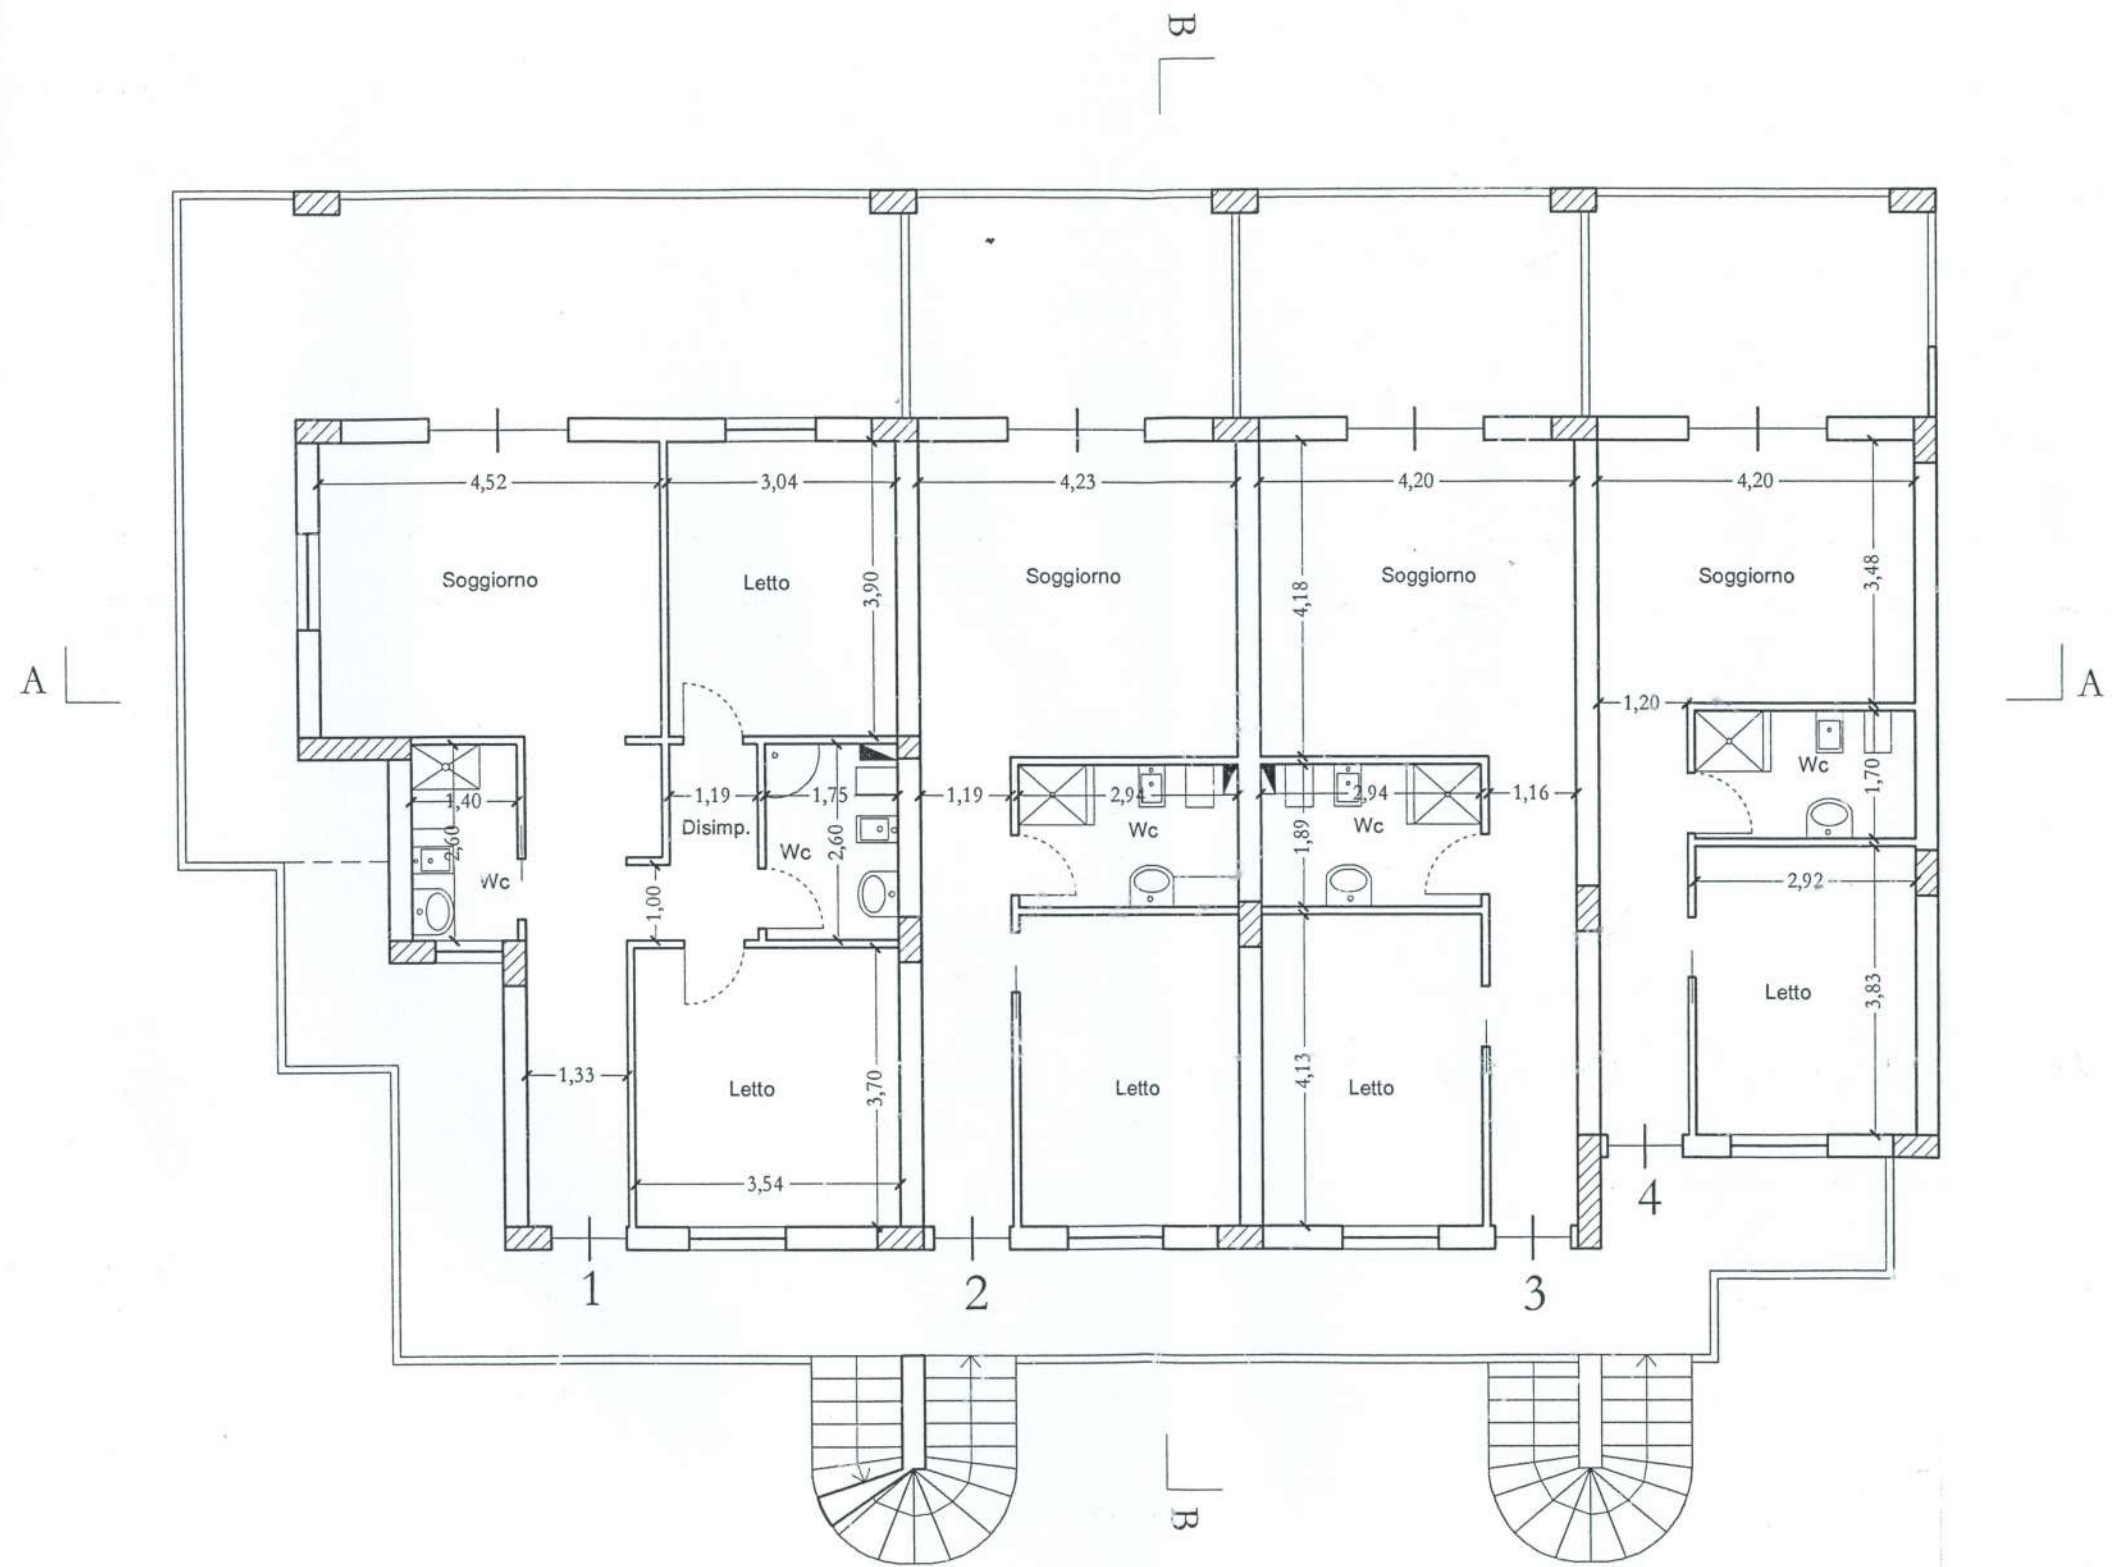 B
4,52
3,04
4,23
4,20
4,20
Soggiorno
Letto
3,90
Soggiorno
4,18
Soggiorno
Soggiorno
3,48
A
A
1,20
1,40
2,60
Wc
1,19
Disimp.
1,75
Wc
2,60
1,19
2,94
Wc
2,94
Wc
1,89
1,16
Wc
1,70
1,00
2,92
1,33
Letto
3,70
3,54
Letto
4,13
Letto
Letto
3,83
1
2
3
4
B